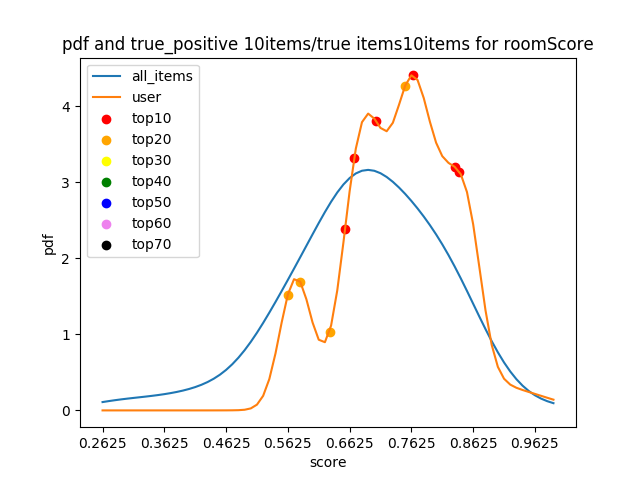 pdf and true_positive 10items/true items10items for roomScore
all_items
user
top10
top20
top30
top40
top50
top60
top70
pdf
4
3
2
1
0
0.2625 0.3625 0.4625 0.5625 0.6625 0.7625 0.8625 0.9625
score